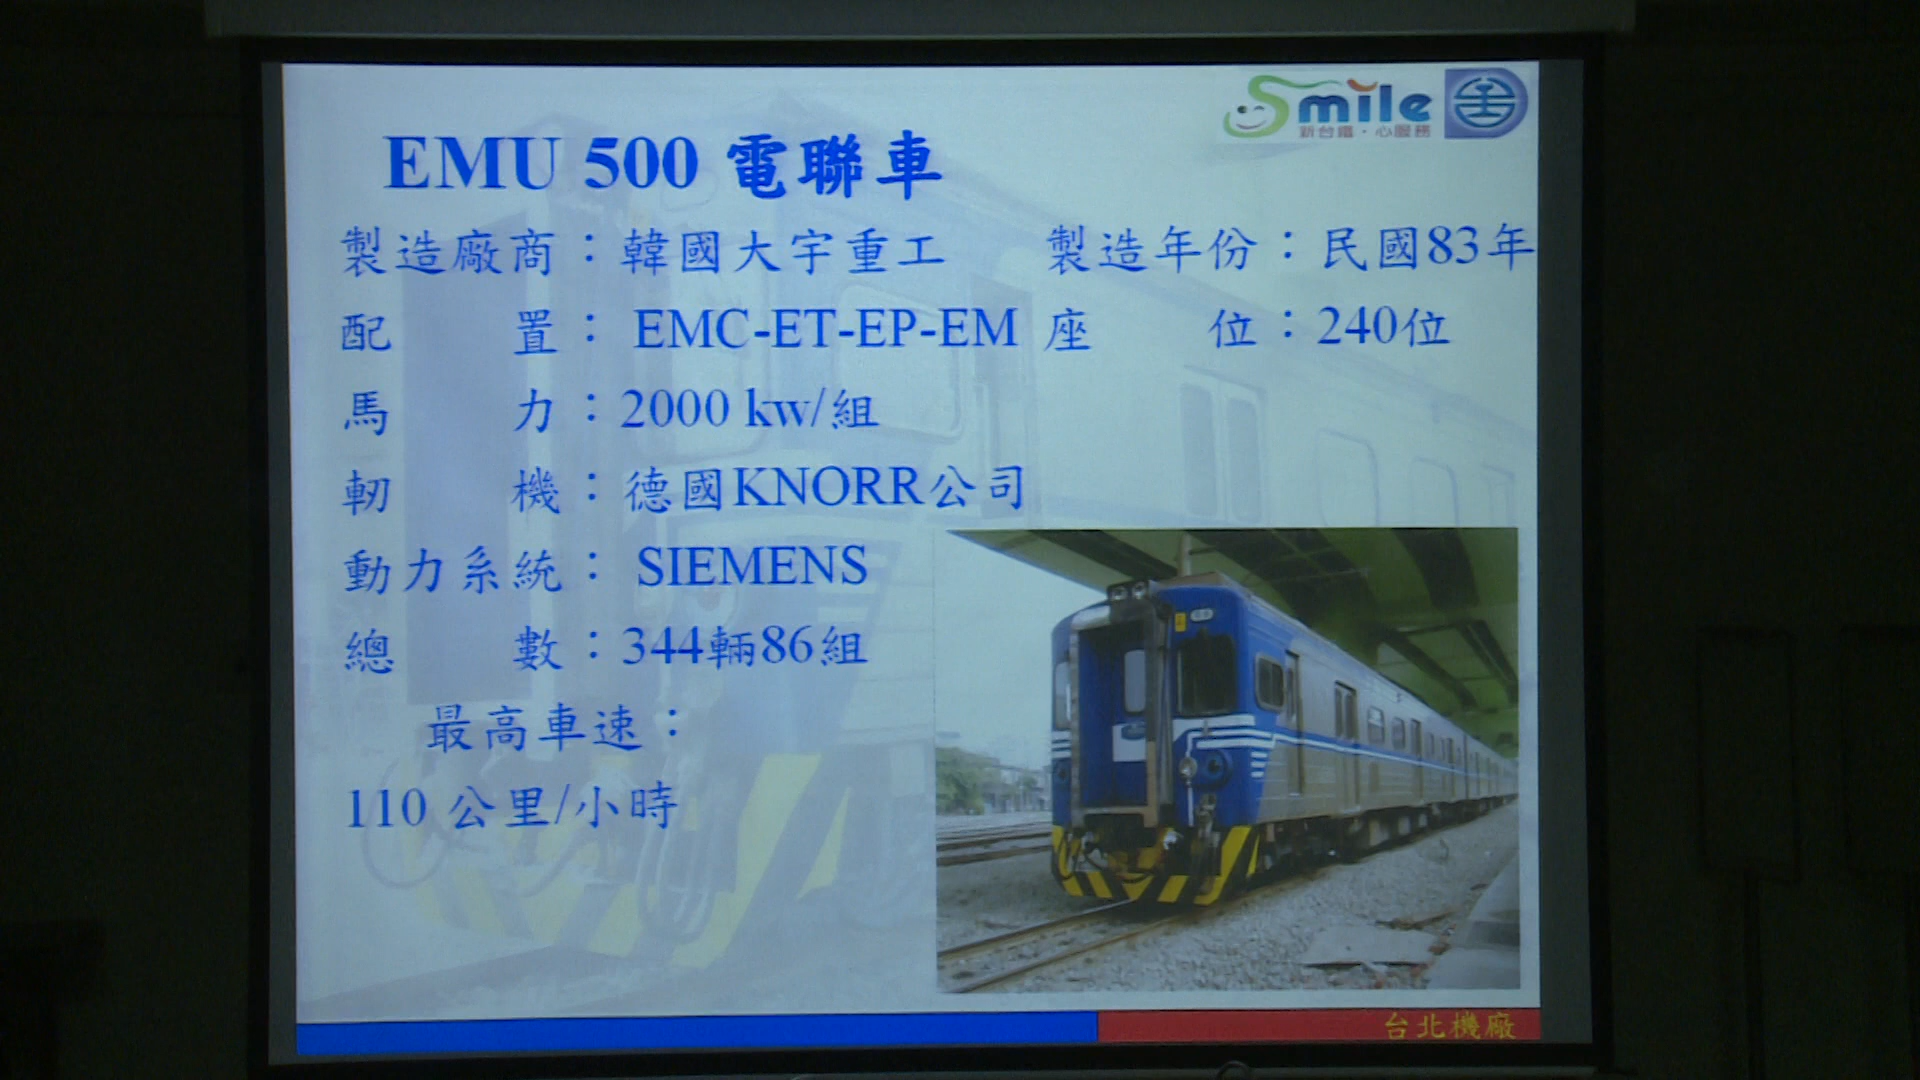 Smile
新台鐵・心服務
EMU 500 電聯車
製造廠商：韓國大宇重工 製造年份：民國83年
配置：EMC-ET-EP-EM 座位：240位
馬力：2000 kw/組
軔機：德國KNORR公司
動力系統：SIEMENS
總數：344輛86組
最高車速：
110 公里/小時
台北機廠